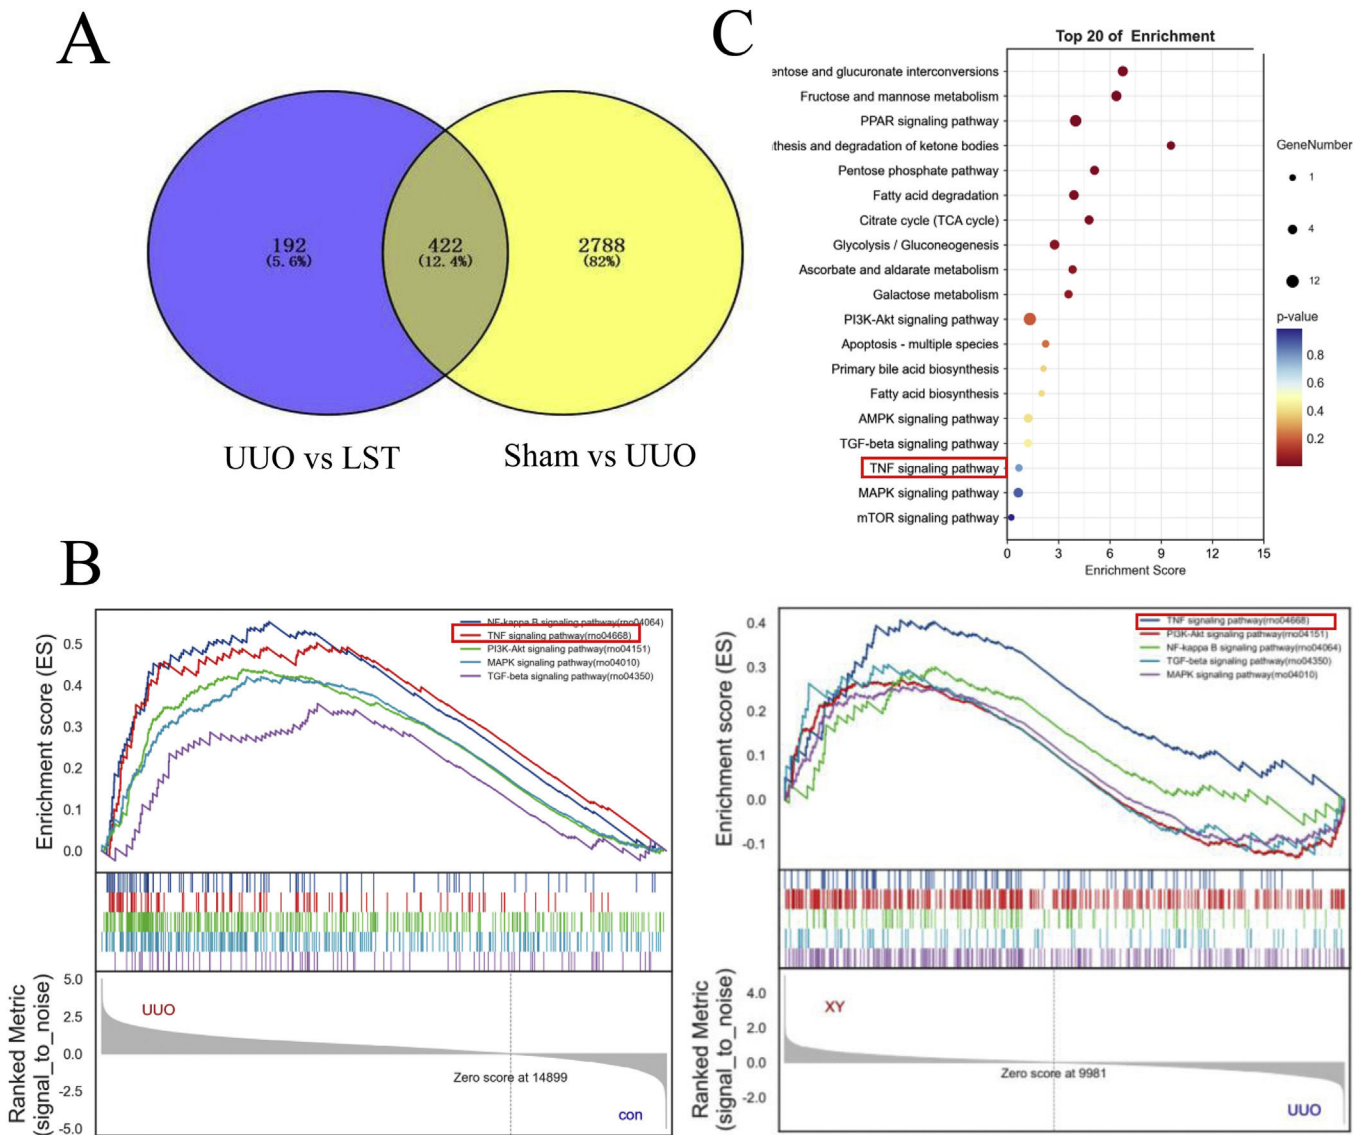 A
192
(5.6%)
422
(12.4%)
2788
(82%)
UUO vs LST
Sham vs UUO
C
Top 20 of Enrichment
entose and glucuronate interconversions
Fructose and mannose metabolism
PPAR signaling pathway
thesis and degradation of ketone bodies
Pentose phosphate pathway
Fatty acid degradation
Citrate cycle (TCA cycle)
Glycolysis / Gluconeogenesis
Ascorbate and aldarate metabolism
Galactose metabolism
PI3K-Akt signaling pathway
Apoptosis - multiple species
Primary bile acid biosynthesis
Fatty acid biosynthesis
AMPK signaling pathway
TGF-beta signaling pathway
TNF signaling pathway
MAPK signaling pathway
mTOR signaling pathway
0 3 6 9 12 15
Enrichment Score
GeneNumber
1
4
12
p-value
0.8
0.6
0.4
0.2
B
Enrichment score (ES)
0.5
0.4
0.3
0.2
0.1
0.0
NF-kappa B signaling pathway(rno04064)
TNF signaling pathway(rno04668)
PI3K-Akt signaling pathway(rno04151)
MAPK signaling pathway(rno04010)
TGF-beta signaling pathway(rno04350)
Ranked Metric
(signal_to_noise)
5.0
2.5
0.0
-2.5
-5.0
UUO
Zero score at 14899
con
Enrichment score (ES)
0.4
0.3
0.2
0.1
0.0
-0.1
TNF signaling pathway(rno04668)
PI3K-Akt signaling pathway(rno04151)
NF-kappa B signaling pathway(rno04064)
TGF-beta signaling pathway(rno04350)
MAPK signaling pathway(rno04010)
Ranked Metric
(signal_to_noise)
4.0
2.0
0.0
-2.0
XY
Zero score at 9981
UUO